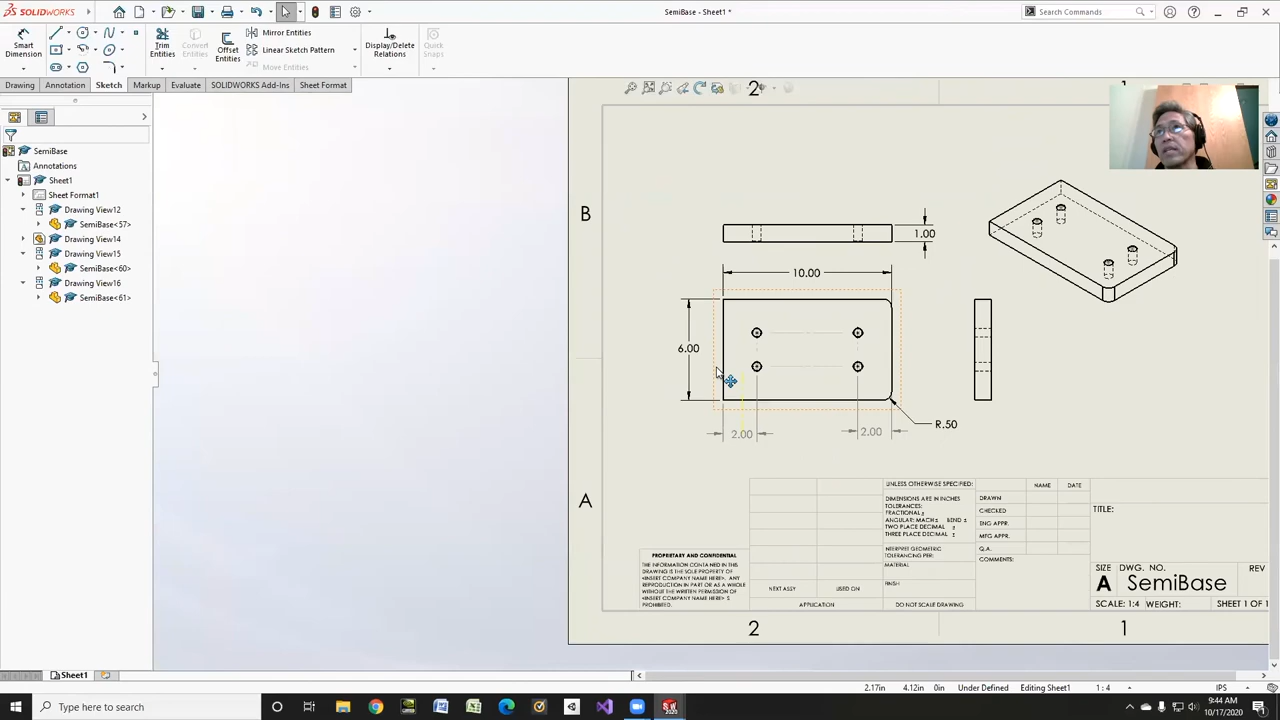 SOLIDWORKS
SemiBase - Sheet1 *
Search Commands
Smart
Dimension
Trim
Entities
Convert
Entities
Offset
Entities
Mirror Entities
Linear Sketch Pattern
Move Entities
Display/Delete
Relations
Quick
Snaps
Drawing
Annotation
Sketch
Markup
Evaluate
SOLIDWORKS Add-Ins
Sheet Format
SemiBase
Annotations
Sheet1
Sheet Format1
Drawing View12
SemiBase<57>
Drawing View14
Drawing View15
SemiBase<60>
Drawing View16
SemiBase<61>
2
1
B
1.00
10.00
6.00
2.00
2.00
R.50
A
UNLESS OTHERWISE SPECIFIED:
DIMENSIONS ARE IN INCHES
TOLERANCES:
FRACTIONAL ±
ANGULAR: MACH ± BEND ±
TWO PLACE DECIMAL ±
THREE PLACE DECIMAL ±
INTERPRET GEOMETRIC
TOLERANCING PER:
MATERIAL
FINISH
NAME
DATE
DRAWN
CHECKED
ENG APPR.
MFG APPR.
Q.A.
COMMENTS:
TITLE:
PROPRIETARY AND CONFIDENTIAL
THE INFORMATION CONTAINED IN THIS
DRAWING IS THE SOLE PROPERTY OF
<INSERT COMPANY NAME HERE>. ANY
REPRODUCTION IN PART OR AS A WHOLE
WITHOUT THE WRITTEN PERMISSION OF
<INSERT COMPANY NAME HERE> IS
PROHIBITED.
NEXT ASSY
USED ON
APPLICATION
DO NOT SCALE DRAWING
SIZE
DWG. NO.
REV
A
SemiBase
SCALE: 1:4
WEIGHT:
SHEET 1 OF 1
2
1
Sheet1
2.17in
4.12in
0in
Under Defined
Editing Sheet1
1 : 4
IPS
Type here to search
9:44 AM
10/17/2020